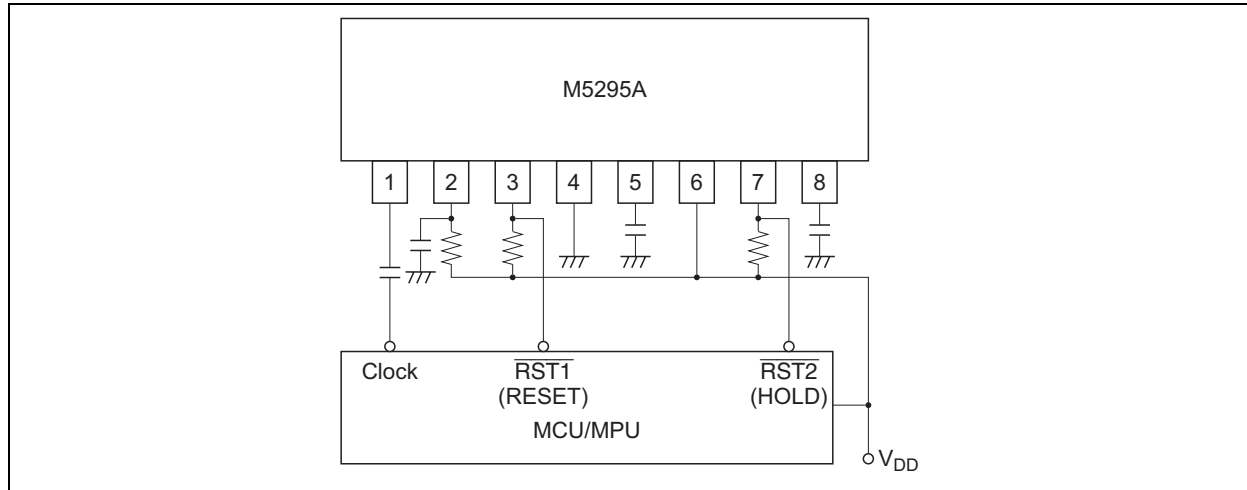 M5295A
1 2 3 4 5 6 7 8
Clock RST1 RST2
(RESET) (HOLD)
MCU/MPU
VDD